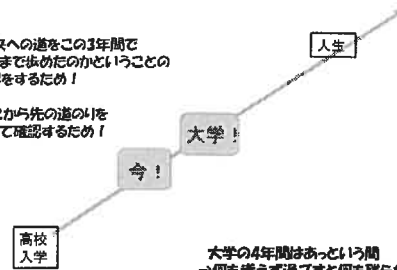 への道をこの3年間で
まで歩めたのかということの
をするため！
から先の道のりを
て確認するため！
人生
大学！
今！
高校
入学
大学の4年間はあっという間